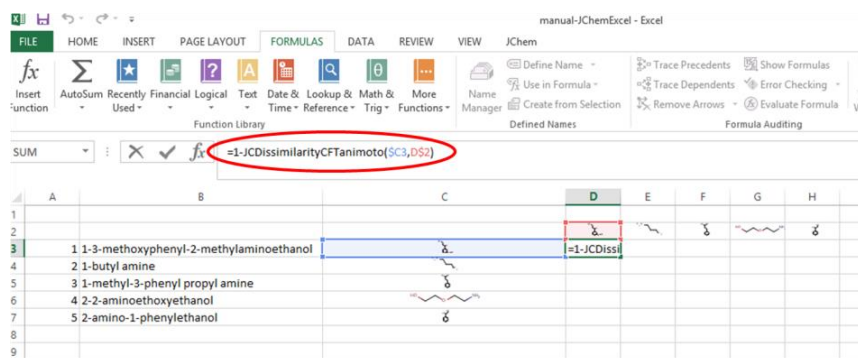 manual-JChemExcel - Excel
FILE HOME INSERT PAGE LAYOUT FORMULAS DATA REVIEW VIEW JChem
fx Σ ? A θ
Insert Function AutoSum Recently Used Financial Logical Text Date & Time Lookup & Reference Math & Trig More Functions
Name Manager Define Name Use in Formula Create from Selection
Trace Precedents Trace Dependents Remove Arrows Show Formulas Error Checking Evaluate Formula
Function Library Defined Names Formula Auditing
SUM fx =1-JCDissimilarityCFTanimoto($C3,D$2)
A B C D E F G H
1
2
3 1 1-3-methoxyphenyl-2-methylaminoethanol =1-JCDissi
4 2 1-butyl amine
5 3 1-methyl-3-phenyl propyl amine
6 4 2-2-aminoethoxyethanol
7 5 2-amino-1-phenylethanol
8
9